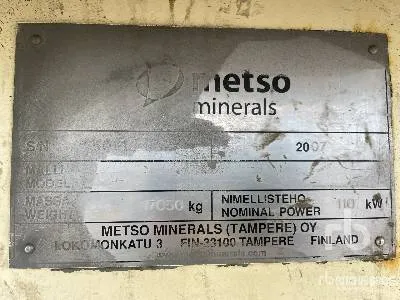 metso
minerals
S.N. 2007
MALLI
MODEL
MASSA NIMELLISTEHO
WEIGHT kg NOMINAL POWER 110 kW
METSO MINERALS (TAMPERE) OY
LOKOMONKATU 3 FIN-33100 TAMPERE FINLAND